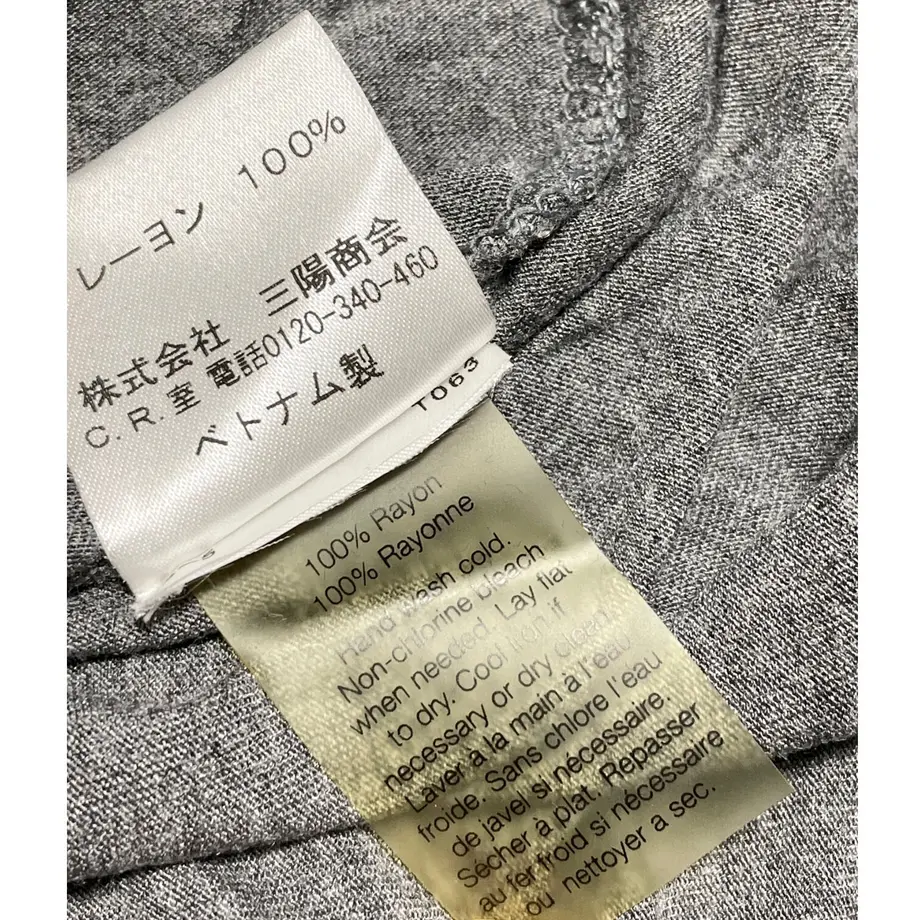 レーヨン 100%
株式会社 三陽商会
C.R.室 電話0120-340-460
ベトナム製
T063
100% Rayon
100% Rayonne
Hand wash cold.
Non-chlorine bleach
when needed. Lay flat
to dry. Cool iron if
necessary or dry clean.
Laver à la main à l'eau
froide. Sans chlore l'eau
de javel si nécessaire.
Sécher à plat. Repasser
au fer froid si nécessaire
ou nettoyer a sec.